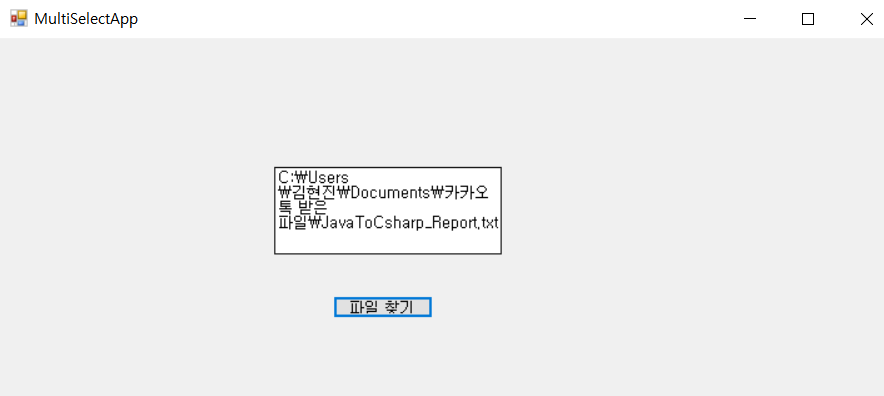 MultiSelectApp
C:₩Users
₩김현진₩Documents₩카카오
톡 받은
파일₩JavaToCsharp_Report.txt
파일 찾기